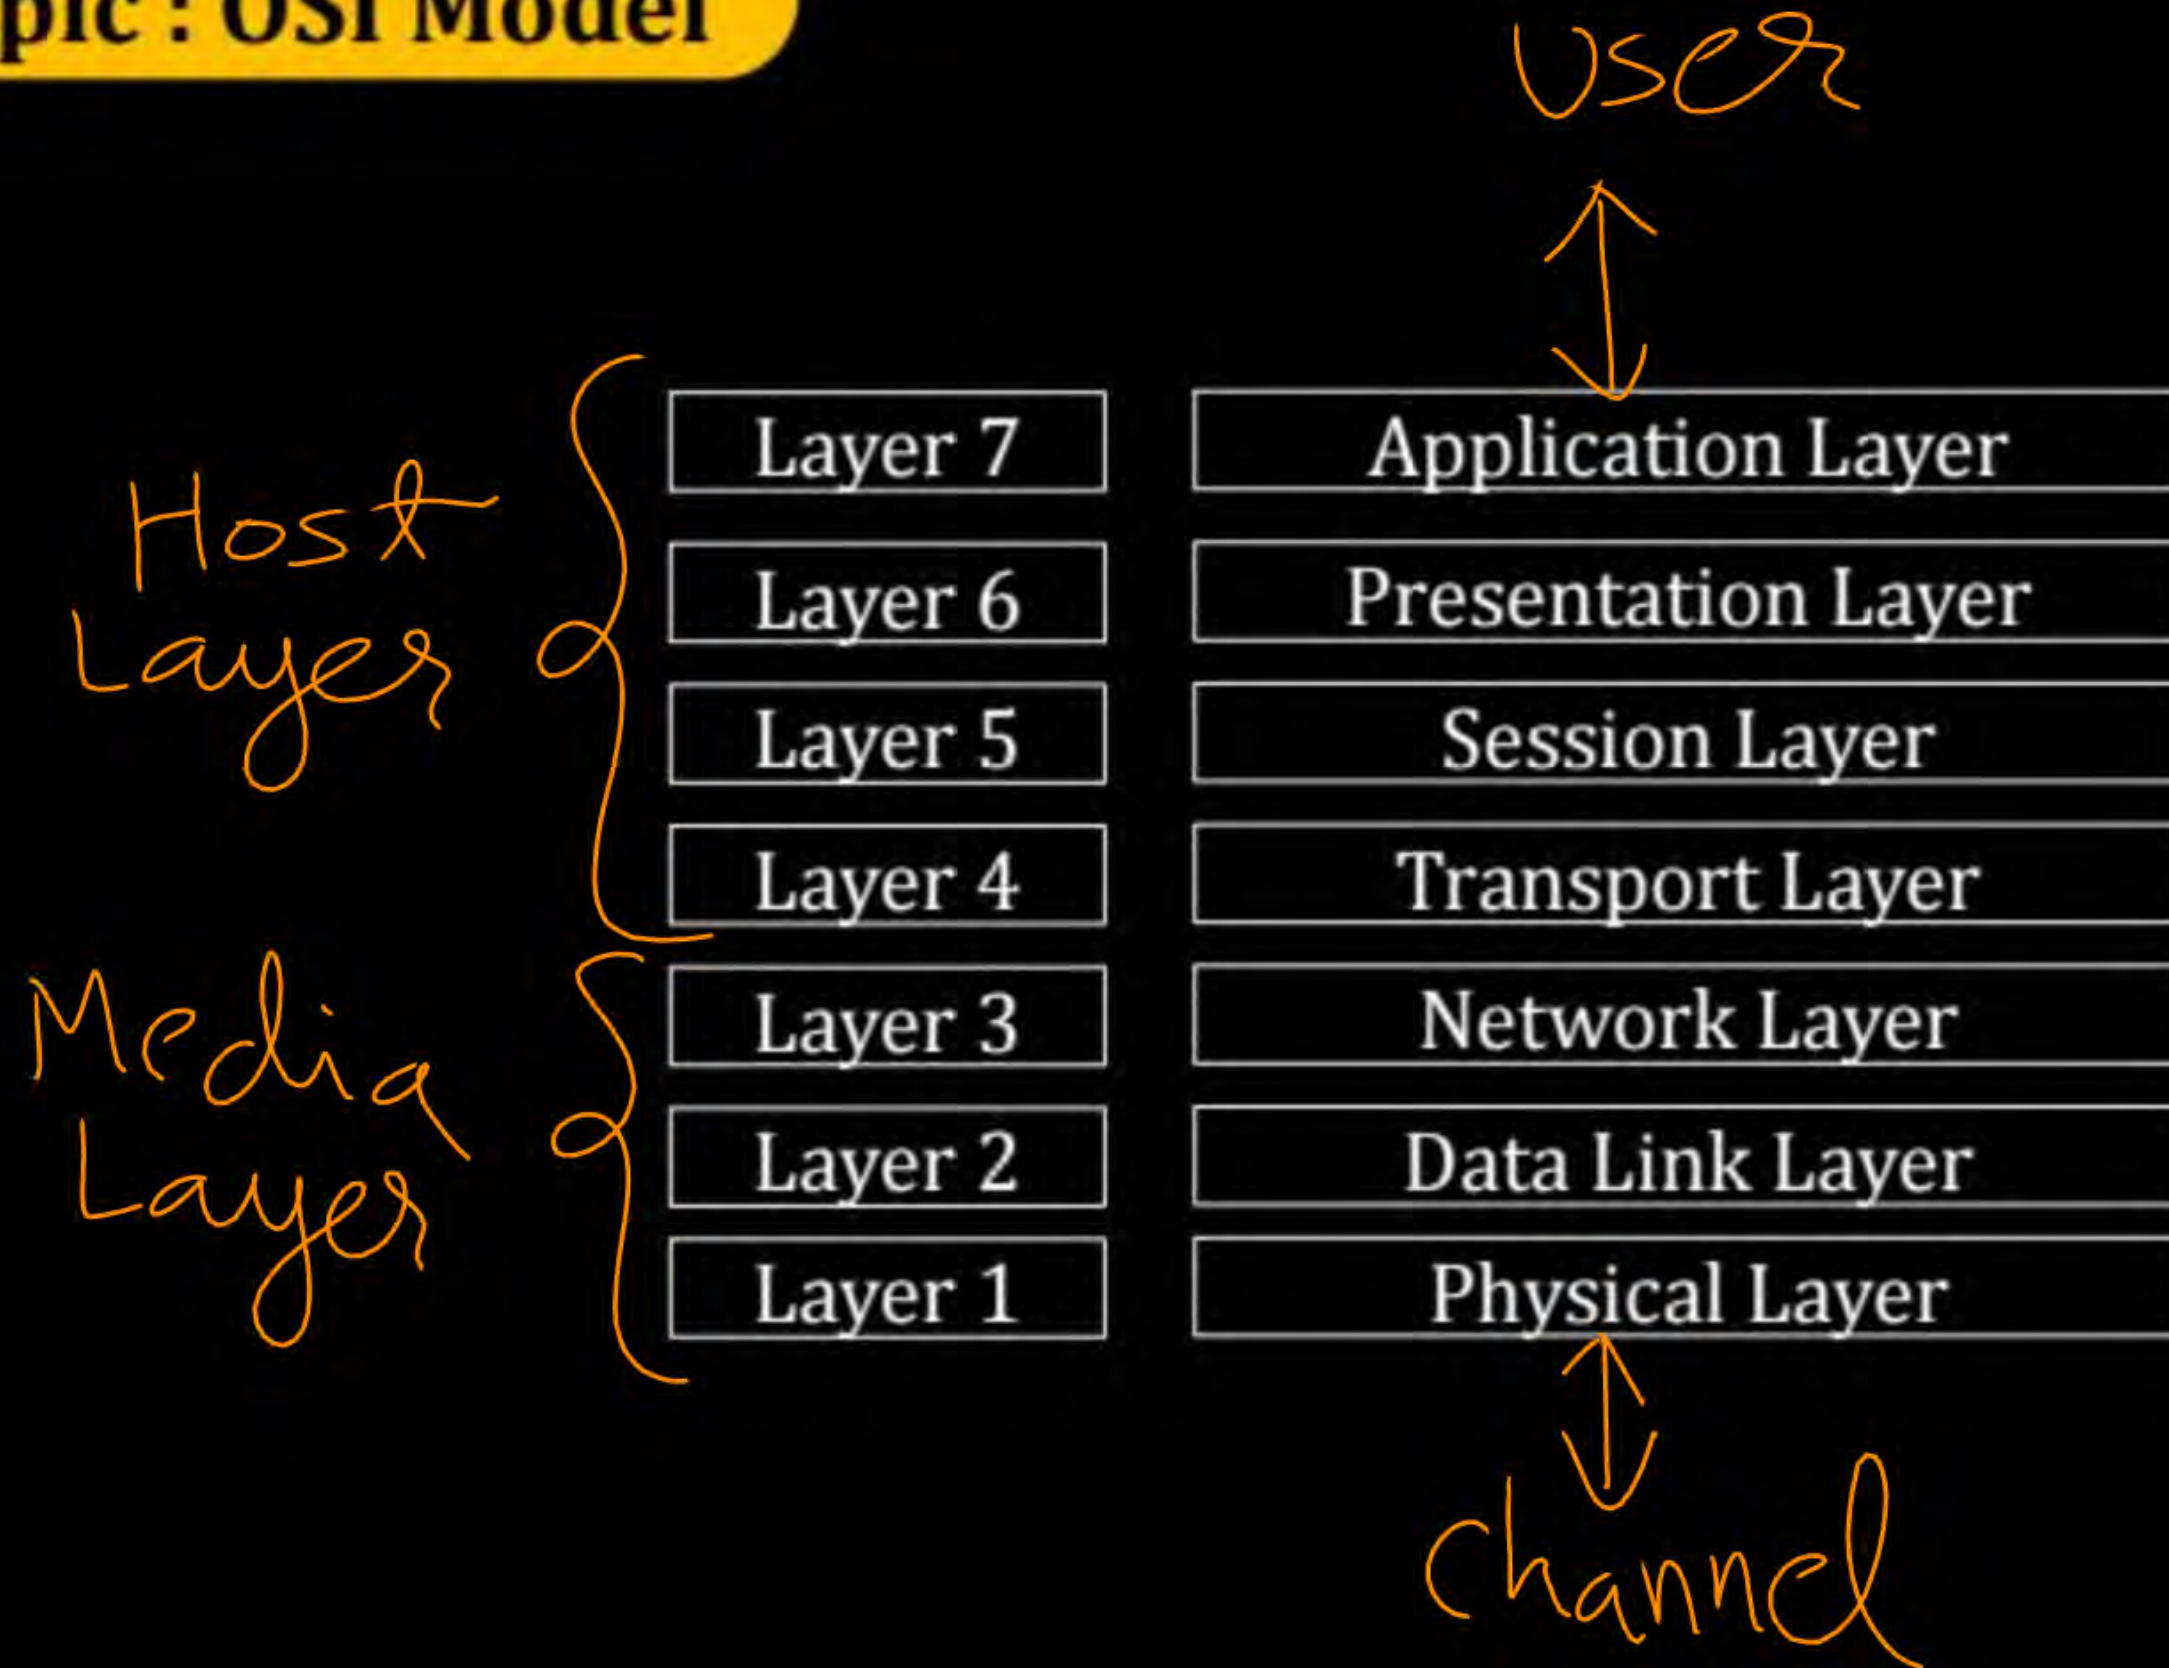 pic : OSI Model
User
Layer 7 Application Layer
Host
Layer
Layer 6 Presentation Layer
Layer 5 Session Layer
Layer 4 Transport Layer
Media
Layer
Layer 3 Network Layer
Layer 2 Data Link Layer
Layer 1 Physical Layer
channel